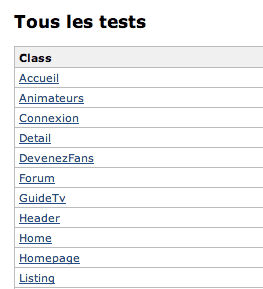 Tous les tests
Class
Accueil
Animateurs
Connexion
Detail
DevenezFans
Forum
GuideTv
Header
Home
Homepage
Listing